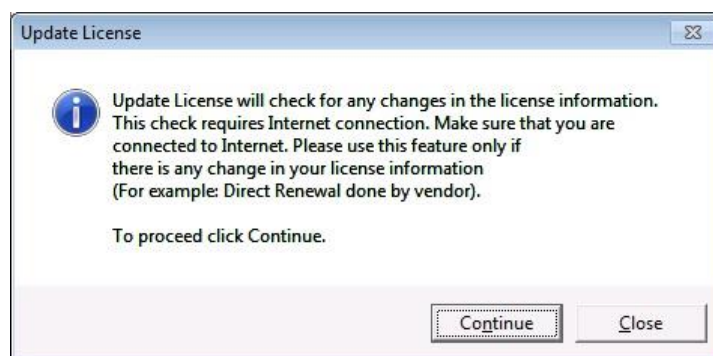 Update License
Update License will check for any changes in the license information.
This check requires Internet connection. Make sure that you are
connected to Internet. Please use this feature only if
there is any change in your license information
(For example: Direct Renewal done by vendor).
To proceed click Continue.
Continue
Close